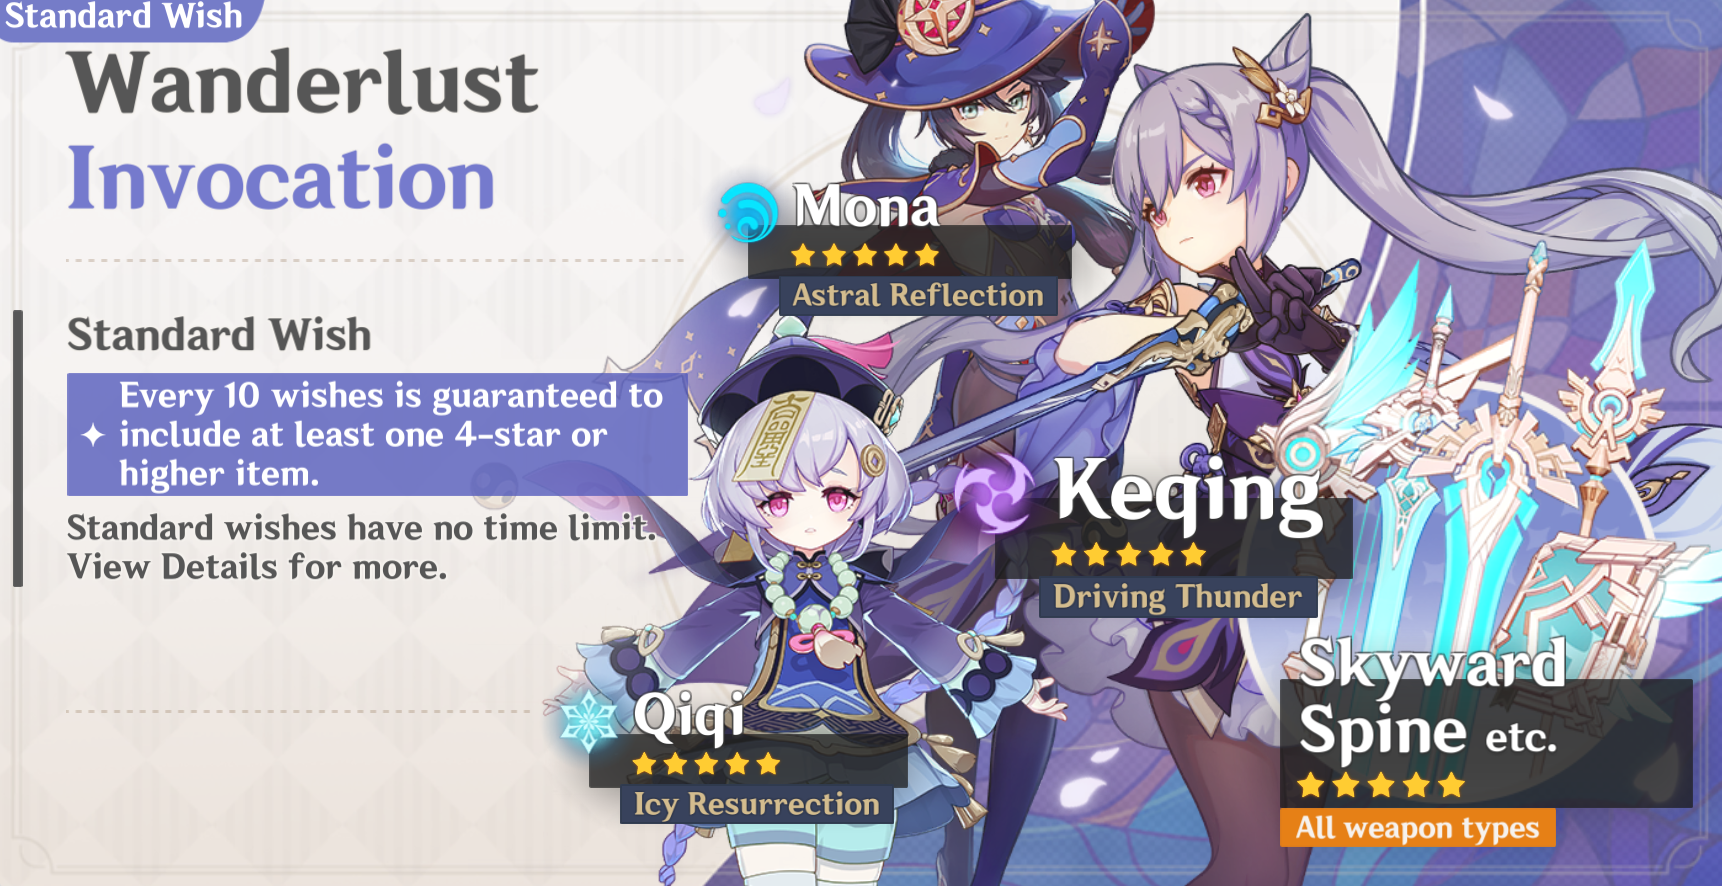 Standard Wish
Wanderlust
Invocation
Standard Wish
Every 10 wishes is guaranteed to
✦ include at least one 4-star or
higher item.
Standard wishes have no time limit.
View Details for more.
Mona
Astral Reflection
Keqing
Driving Thunder
Qiqi
Icy Resurrection
Skyward
Spine etc.
All weapon types